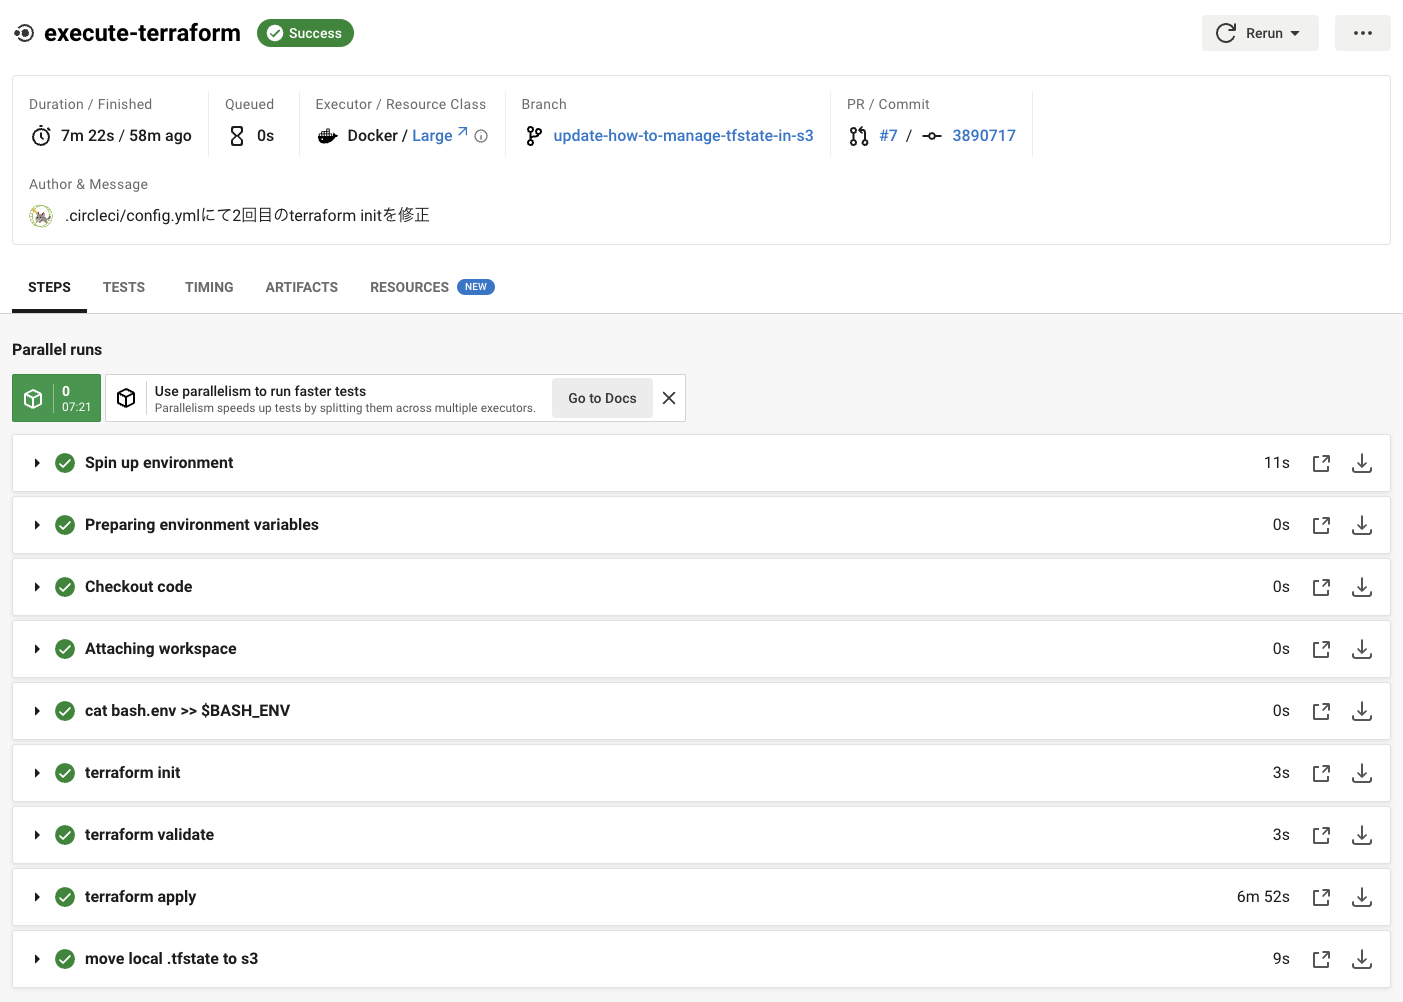 execute-terraform
Success
Rerun
Duration / Finished
7m 22s / 58m ago
Queued
0s
Executor / Resource Class
Docker / Large
Branch
update-how-to-manage-tfstate-in-s3
PR / Commit
#7 / 3890717
Author & Message
.circleci/config.ymlにて2回目のterraform initを修正
STEPS
TESTS
TIMING
ARTIFACTS
RESOURCES NEW
Parallel runs
0
07:21
Use parallelism to run faster tests
Parallelism speeds up tests by splitting them across multiple executors.
Go to Docs
Spin up environment 11s
Preparing environment variables 0s
Checkout code 0s
Attaching workspace 0s
cat bash.env >> $BASH_ENV 0s
terraform init 3s
terraform validate 3s
terraform apply 6m 52s
move local .tfstate to s3 9s